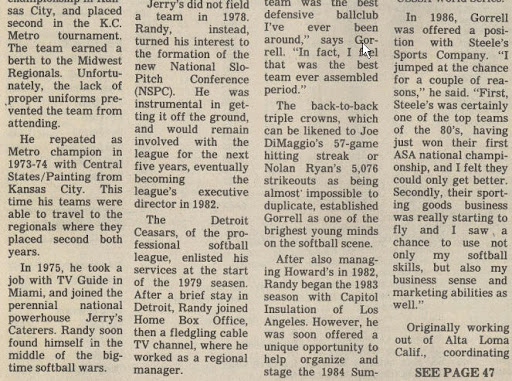 championship in Kan-
sas City, and placed
second in the K.C.
Metro tournament.
The team earned a
berth to the Midwest
Regionals. Unfortu-
nately, the lack of
proper uniforms pre-
vented the team from
attending.
He repeated as
Metro champion in
1973-74 with Central
States/Painting from
Kansas City. This
time his teams were
able to travel to the
regionals where they
placed second both
years.
In 1975, he took a
job with TV Guide in
Miami, and joined the
perennial national
powerhouse Jerry's
Caterers. Randy soon
found himself in the
middle of the big-
time softball wars.
Jerry's did not field
a team in 1978.
Randy, instead,
turned his interest to
the formation of the
new National Slo-
Pitch Conference
(NSPC). He was
instrumental in get-
ting it off the ground,
and would remain
involved with the
league for the next
five years, eventually
becoming the
league's executive
director in 1982.
The Detroit
Ceasars, of the pro-
fessional softball
league, enlisted his
services at the start
of the 1979 season.
After a brief stay in
Detroit, Randy joined
Home Box Office,
then a fledgling cable
TV channel, where he
worked as a regional
manager.
team was the best
defensive ballclub
I've ever been
around," says Gor-
rell. "In fact, I feel
that was the best
team ever assembled
period."
The back-to-back
triple crowns, which
can be likened to Joe
DiMaggio's 57-game
hitting streak or
Nolan Ryan's 5,076
strikeouts as being
almost impossible to
duplicate, established
Gorrell as one of the
brighest young minds
on the softball scene.
After also manag-
ing Howard's in 1982,
Randy began the 1983
season with Capitol
Insulation of Los
Angeles. However, he
was soon offered a
unique opportunity to
help organize and
stage the 1984 Sum-
In 1986, Gorrell
was offered a posi-
tion with Steele's
Sports Company. "I
jumped at the chance
for a couple of rea-
sons," he said. "First,
Steele's was certainly
one of the top teams
of the 80's, having
just won their first
ASA national champi-
onship, and I felt they
could only get better.
Secondly, their sport-
ing goods business
was really starting to
fly and I saw a
chance to use not
only my softball
skills, but also my
business sense and
marketing abilities as
well."
Originally working
out of Alta Loma
Calif., coordinating
SEE PAGE 47